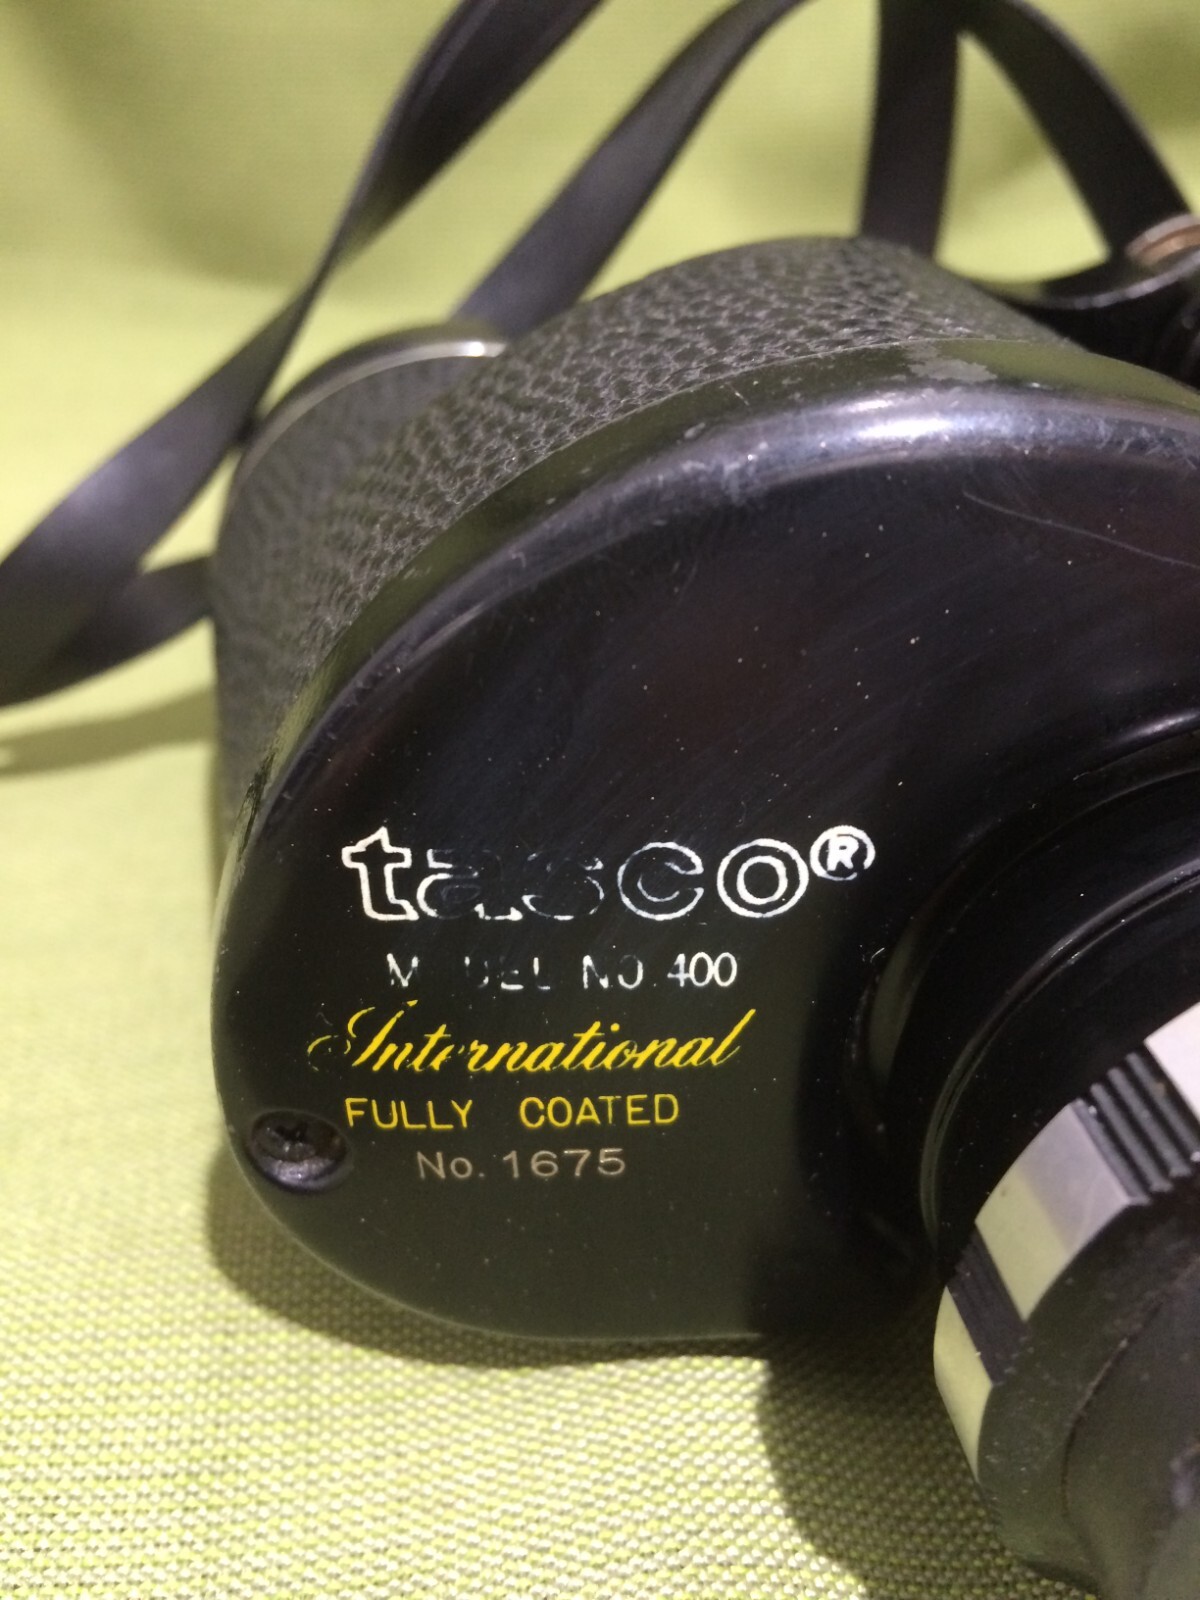 tasco®
MODEL NO. 400
International
FULLY COATED
No. 1675